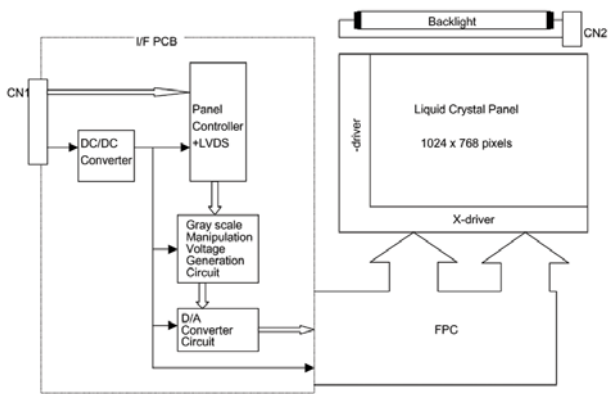 Backlight
CN2
I/F PCB
CN1
Panel
Controller
+LVDS
DC/DC
Converter
Liquid Crystal Panel
1024 x 768 pixels
-driver
X-driver
Gray scale
Manipulation
Voltage
Generation
Circuit
D/A
Converter
Circuit
FPC